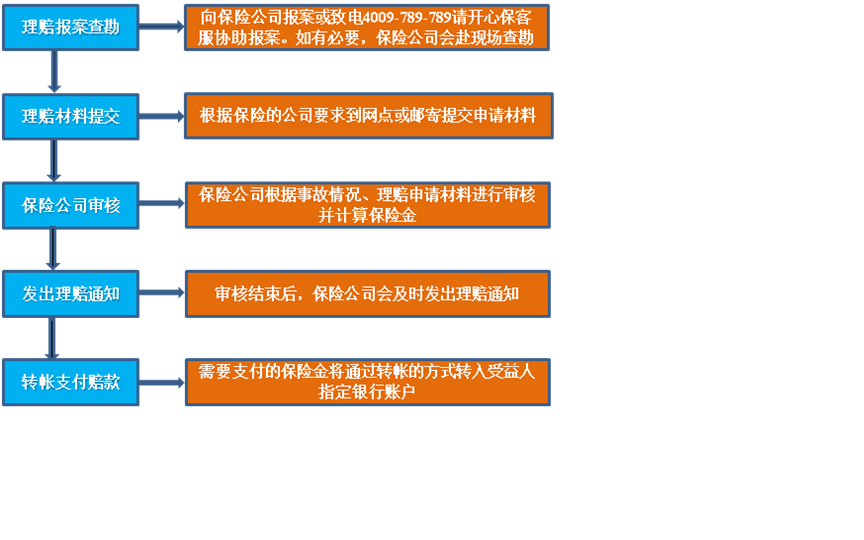 理赔报案查勘
向保险公司报案或致电4009-789-789请开心保客
服协助报案。如有必要，保险公司会赴现场查勘
理赔材料提交
根据保险的公司要求到网点或邮寄提交申请材料
保险公司审核
保险公司根据事故情况、理赔申请材料进行审核
并计算保险金
发出理赔通知
审核结束后，保险公司会及时发出理赔通知
转帐支付赔款
需要支付的保险金将通过转帐的方式转入受益人
指定银行账户